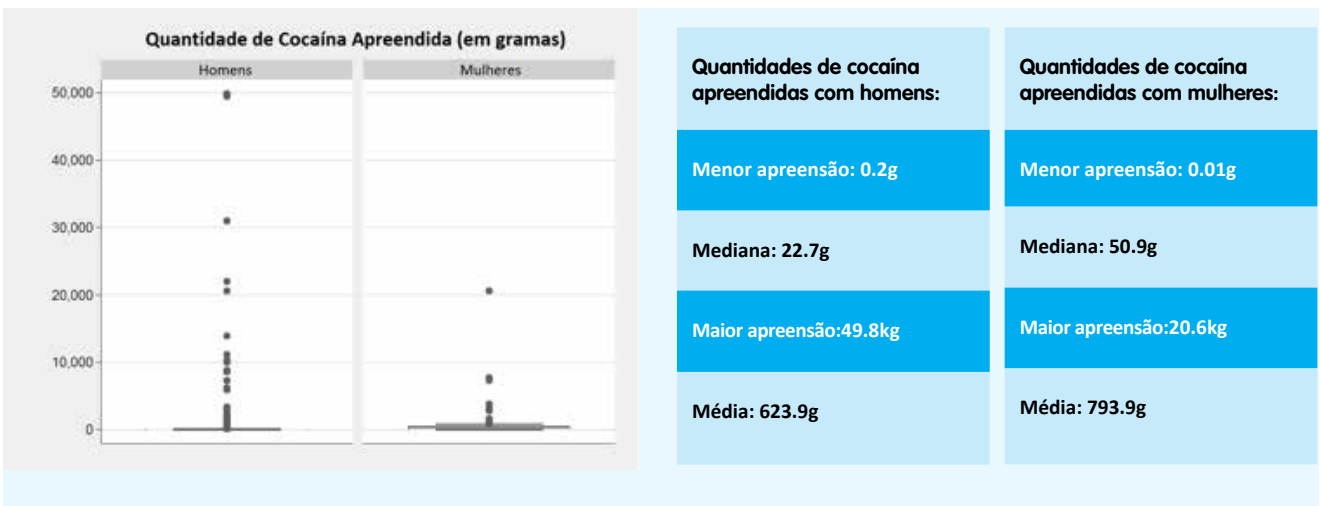 Quantidade de Cocaína Apreendida (em gramas)
Homens
Mulheres
50,000
40,000
30,000
20,000
10,000
0
Quantidades de cocaína
apreendidas com homens:
Menor apreensão: 0.2g
Mediana: 22.7g
Maior apreensão:49.8kg
Média: 623.9g
Quantidades de cocaína
apreendidas com mulheres:
Menor apreensão: 0.01g
Mediana: 50.9g
Maior apreensão:20.6kg
Média: 793.9g